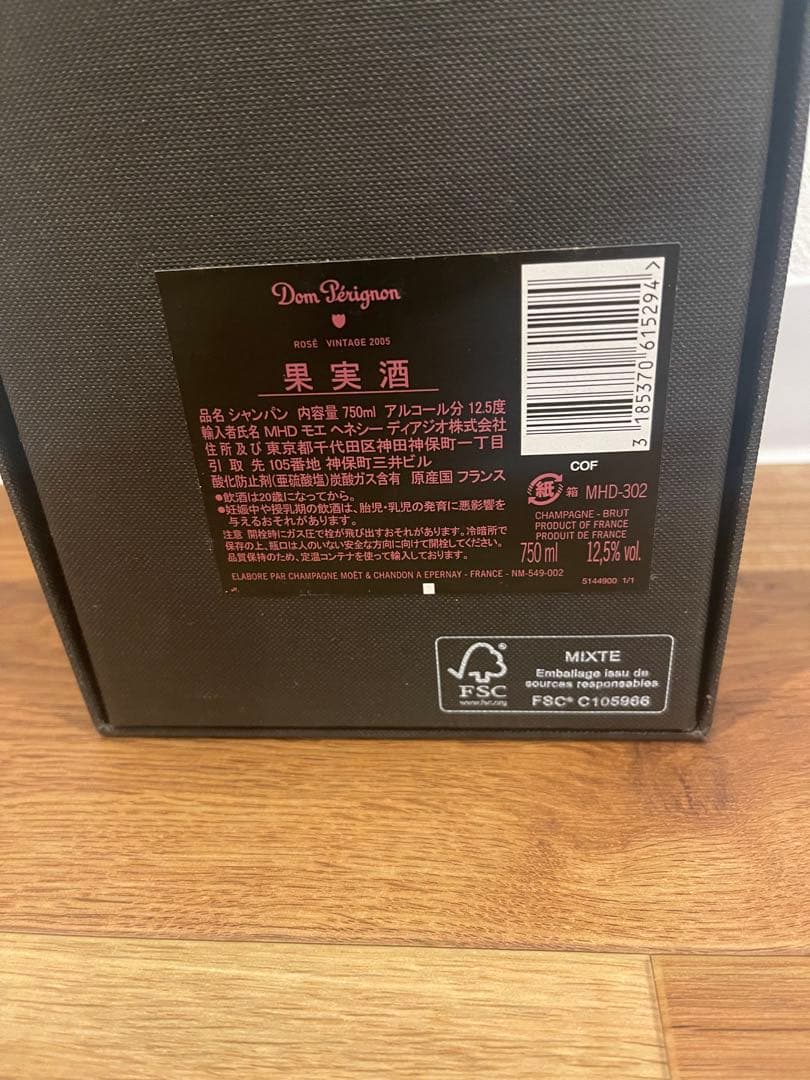 Dom Pérignon
ROSÉ VINTAGE 2005
果実酒
品名 シャンパン 内容量 750ml アルコール分 12.5度
輸入者氏名 MHD モエ ヘネシー ディアジオ株式会社
住所及び 東京都千代田区神田神保町一丁目
引取先 105番地 神保町三井ビル
酸化防止剤(亜硫酸塩)炭酸ガス含有 原産国 フランス
●飲酒は20歳になってから。
●妊娠中や授乳期の飲酒は、胎児・乳児の発育に悪影響を
与えるおそれがあります。
注意 開栓時にガス圧で栓が飛び出すおそれがあります。冷暗所で
保存の上、瓶口は人のいない安全な方向に向けて開栓してください。
品質保持のため、定温コンテナを使って輸入しております。
ELABORE PAR CHAMPAGNE MOËT & CHANDON A EPERNAY - FRANCE - NM-549-002
3 185370 615294 >
COF
紙 箱 MHD-302
CHAMPAGNE - BRUT
PRODUCT OF FRANCE
PRODUIT DE FRANCE
750 ml 12,5% vol.
5144900 1/1
FSC
www.fsc.org
MIXTE
Emballage issu de
sources responsables
FSC® C105966